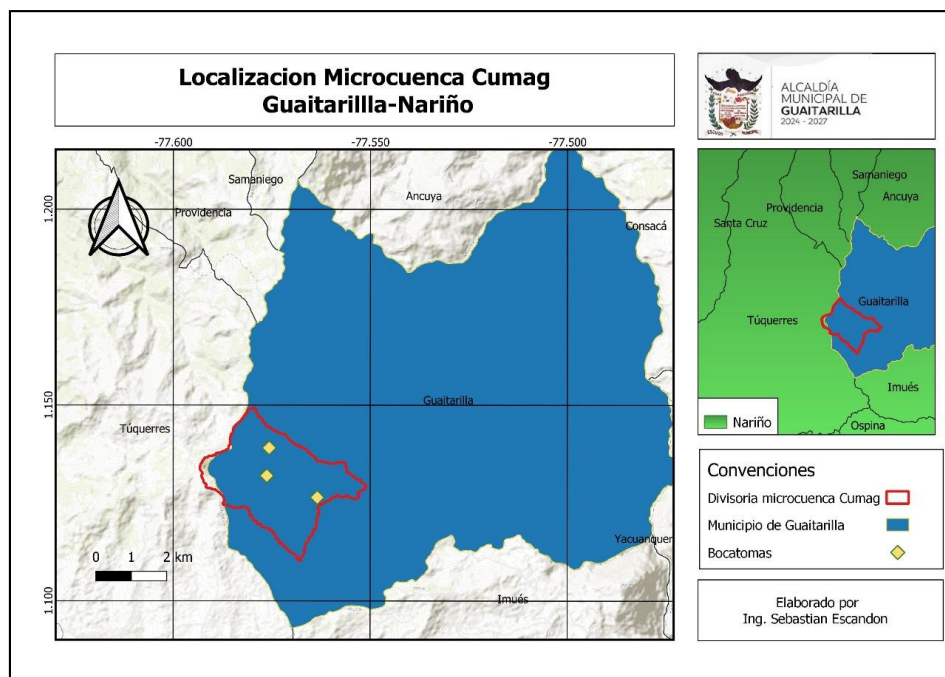 Localizacion Microcuenca Cumag
Guaitarillla-Nariño
ALCALDÍA
MUNICIPAL DE
GUAITARILLA
2024 - 2027
-77.600
-77.555
-77.500
1.200
1.150
1.100
Samaniego
Providencia
Ancuya
Consacá
Guaitarilla
Túquerres
Yacuanquer
Imués
0 1 2 km
Samaniego
Ancuya
Providencia
Santa Cruz
Guaitarilla
Túquerres
Imués
Ospina
Nariño
Convenciones
Divisoria microcuenca Cumag
Municipio de Guaitarilla
Bocatomas
Elaborado por
Ing. Sebastian Escandon